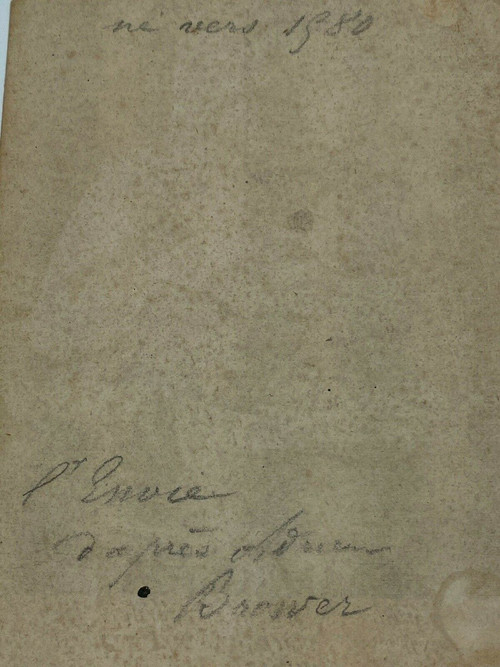 né vers 1580
l'Envie
d'après Adrien
Brower